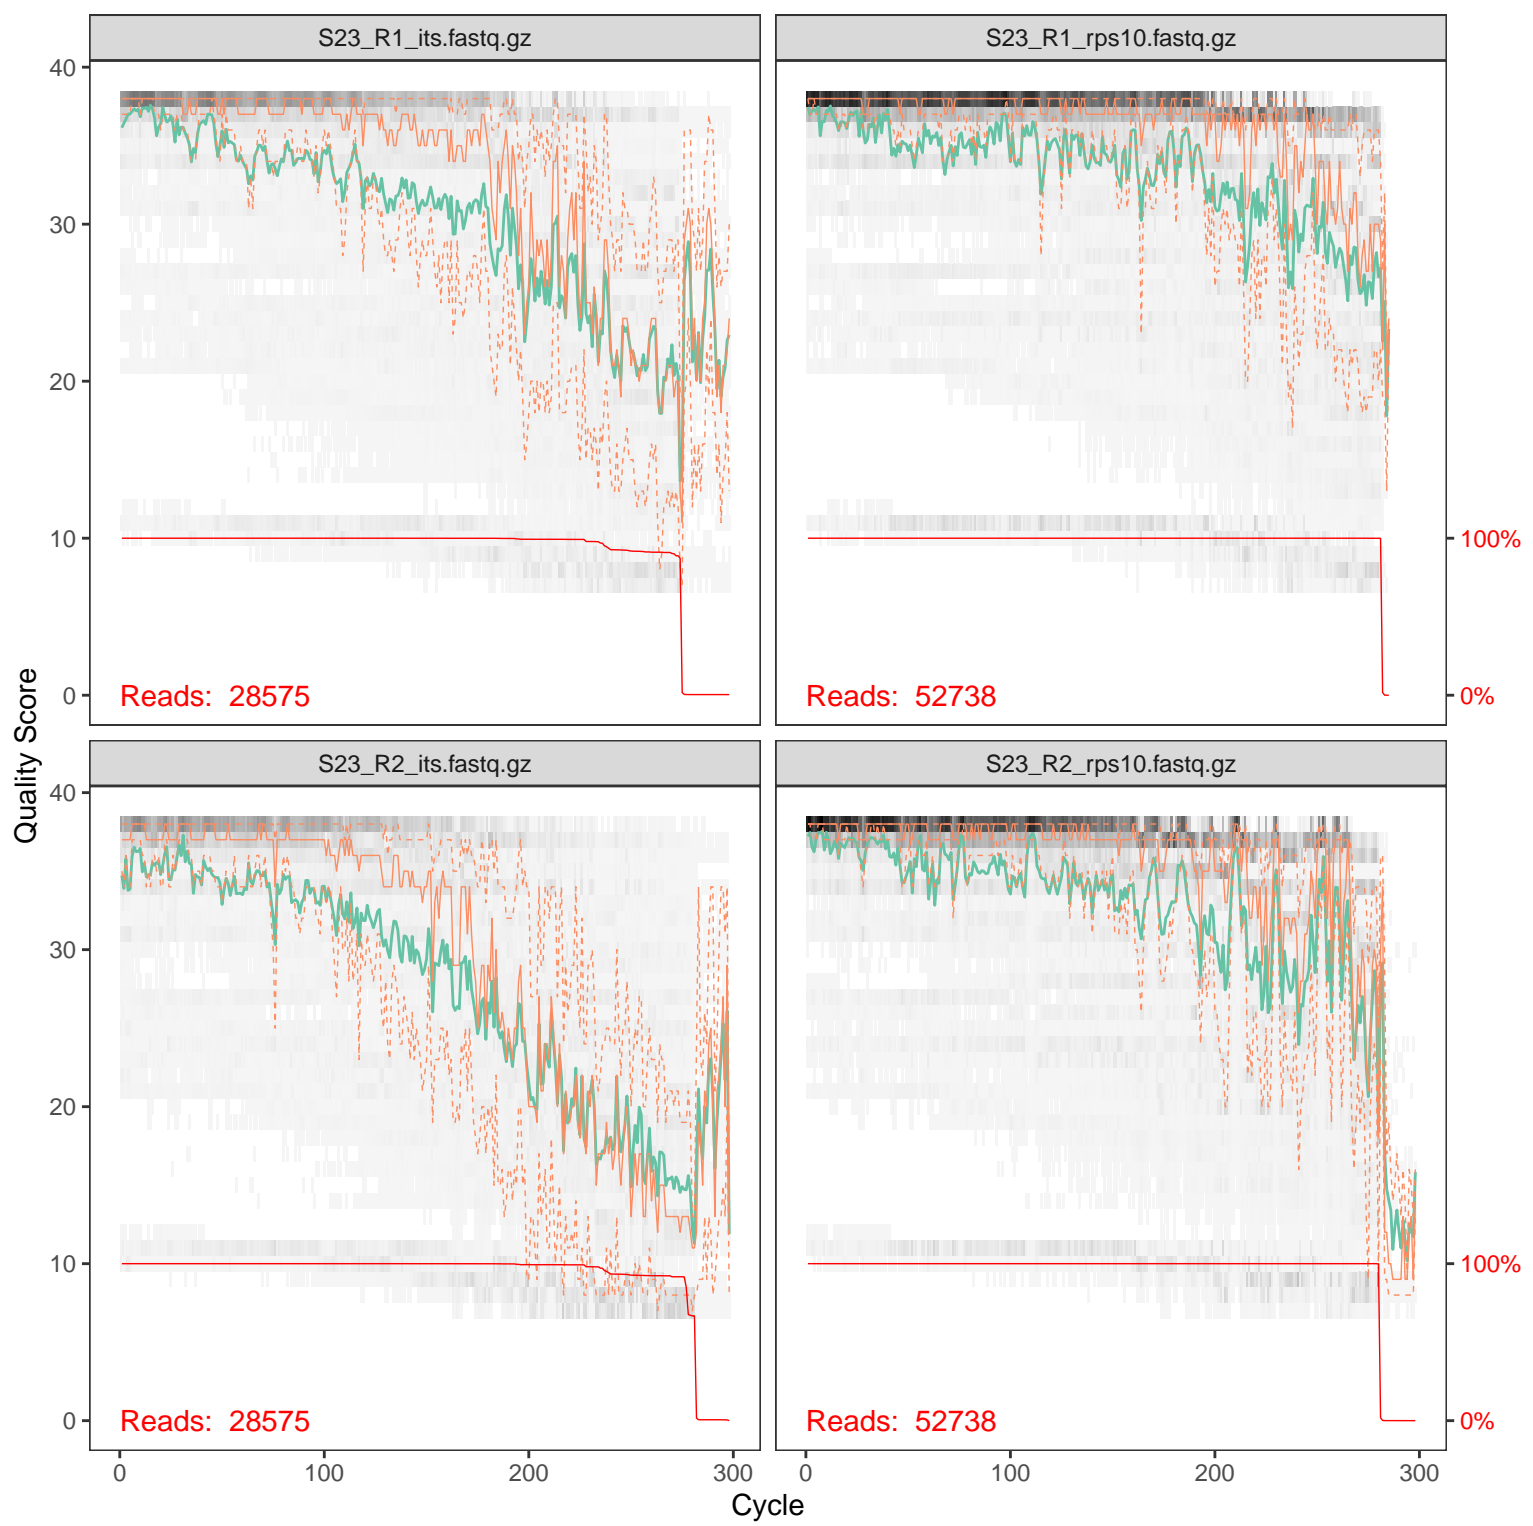 S23_R1_its.fastq.gz
S23_R1_rps10.fastq.gz
40
30
20
10
0
Reads: 28575
Reads: 52738
100%
0%
Quality Score
S23_R2_its.fastq.gz
S23_R2_rps10.fastq.gz
40
30
20
10
0
Reads: 28575
Reads: 52738
100%
0%
0 100 200 300
0 100 200 300
Cycle